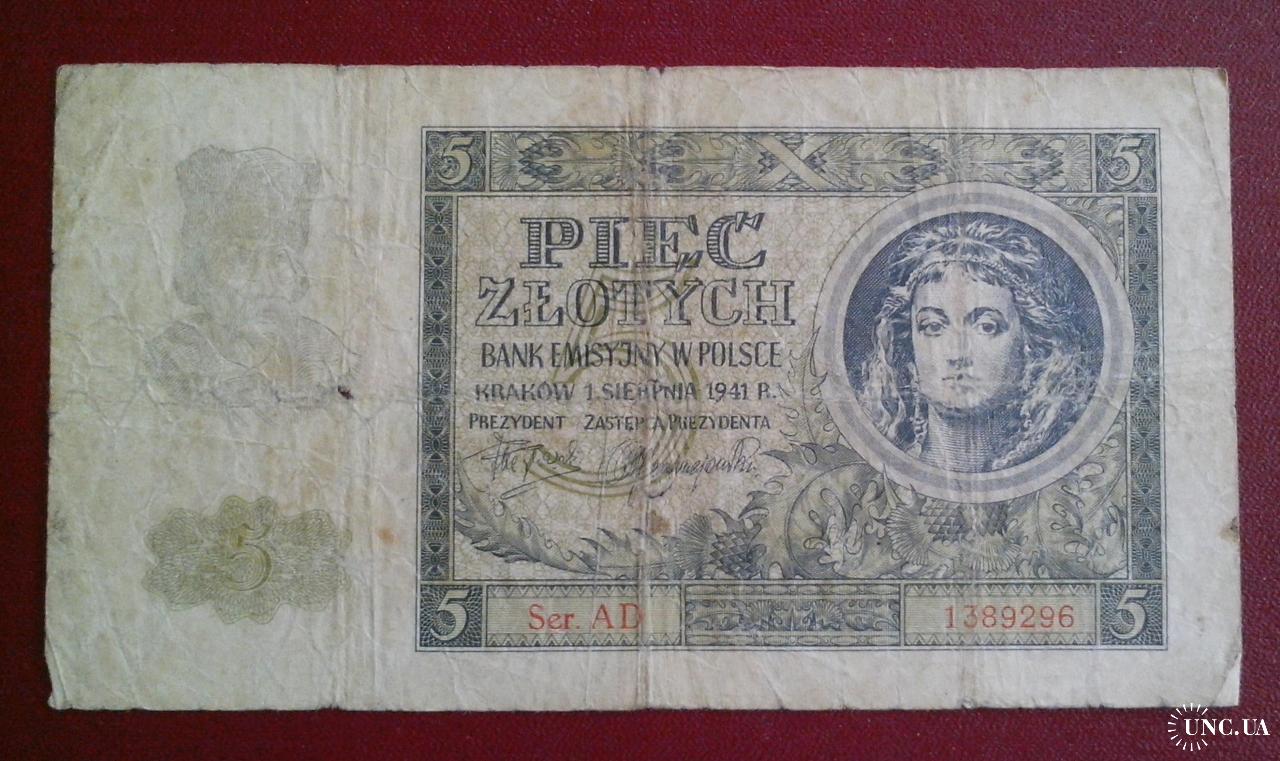 5 5
PIĘĆ
ZŁOTYCH
BANK EMISYJNY W POLSCE
KRAKÓW 1. SIERPNIA 1941 R.
PREZYDENT ZASTĘPCA PREZYDENTA
5
5 Ser. AD 1389296 5
UNC.UA